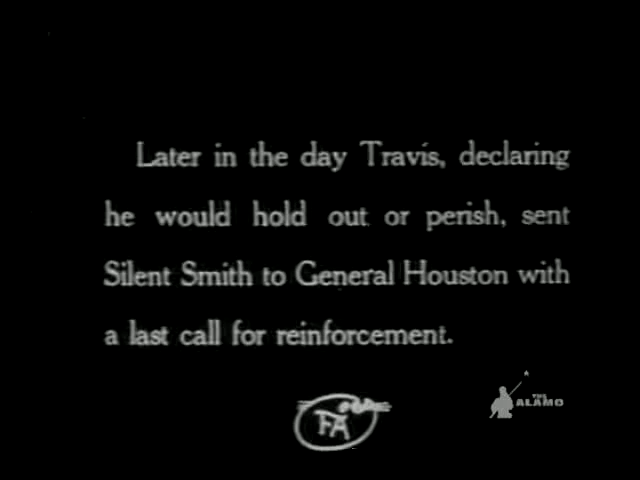 Later in the day Travis, declaring
he would hold out or perish, sent
Silent Smith to General Houston with
a last call for reinforcement.
FA
THE
ALAMO